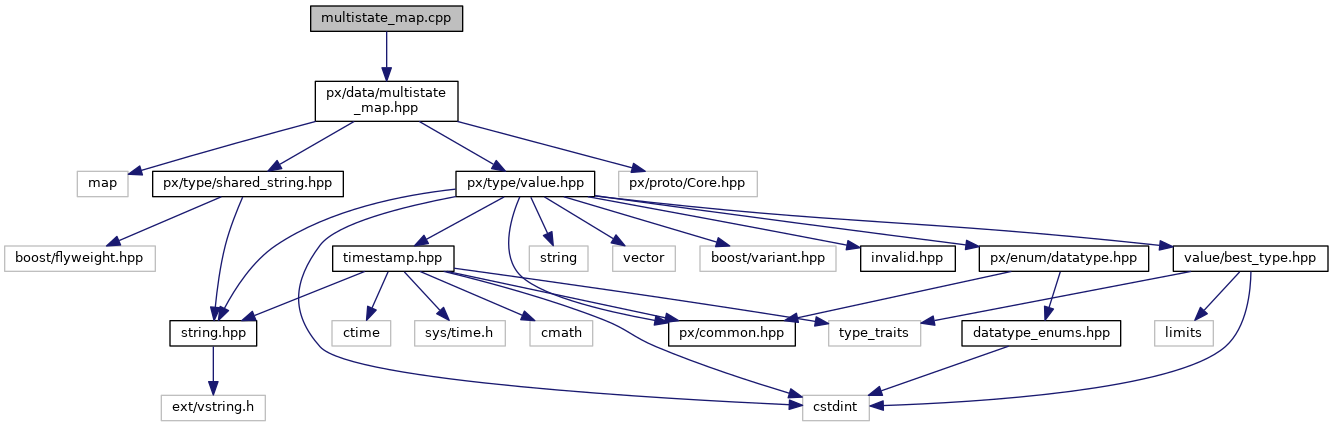 multistate_map.cpp
px/data/multistate
_map.hpp
map
px/type/shared_string.hpp
px/type/value.hpp
px/proto/Core.hpp
boost/flyweight.hpp
timestamp.hpp
string
vector
boost/variant.hpp
invalid.hpp
px/enum/datatype.hpp
value/best_type.hpp
string.hpp
ctime
sys/time.h
cmath
px/common.hpp
type_traits
datatype_enums.hpp
limits
ext/vstring.h
cstdint